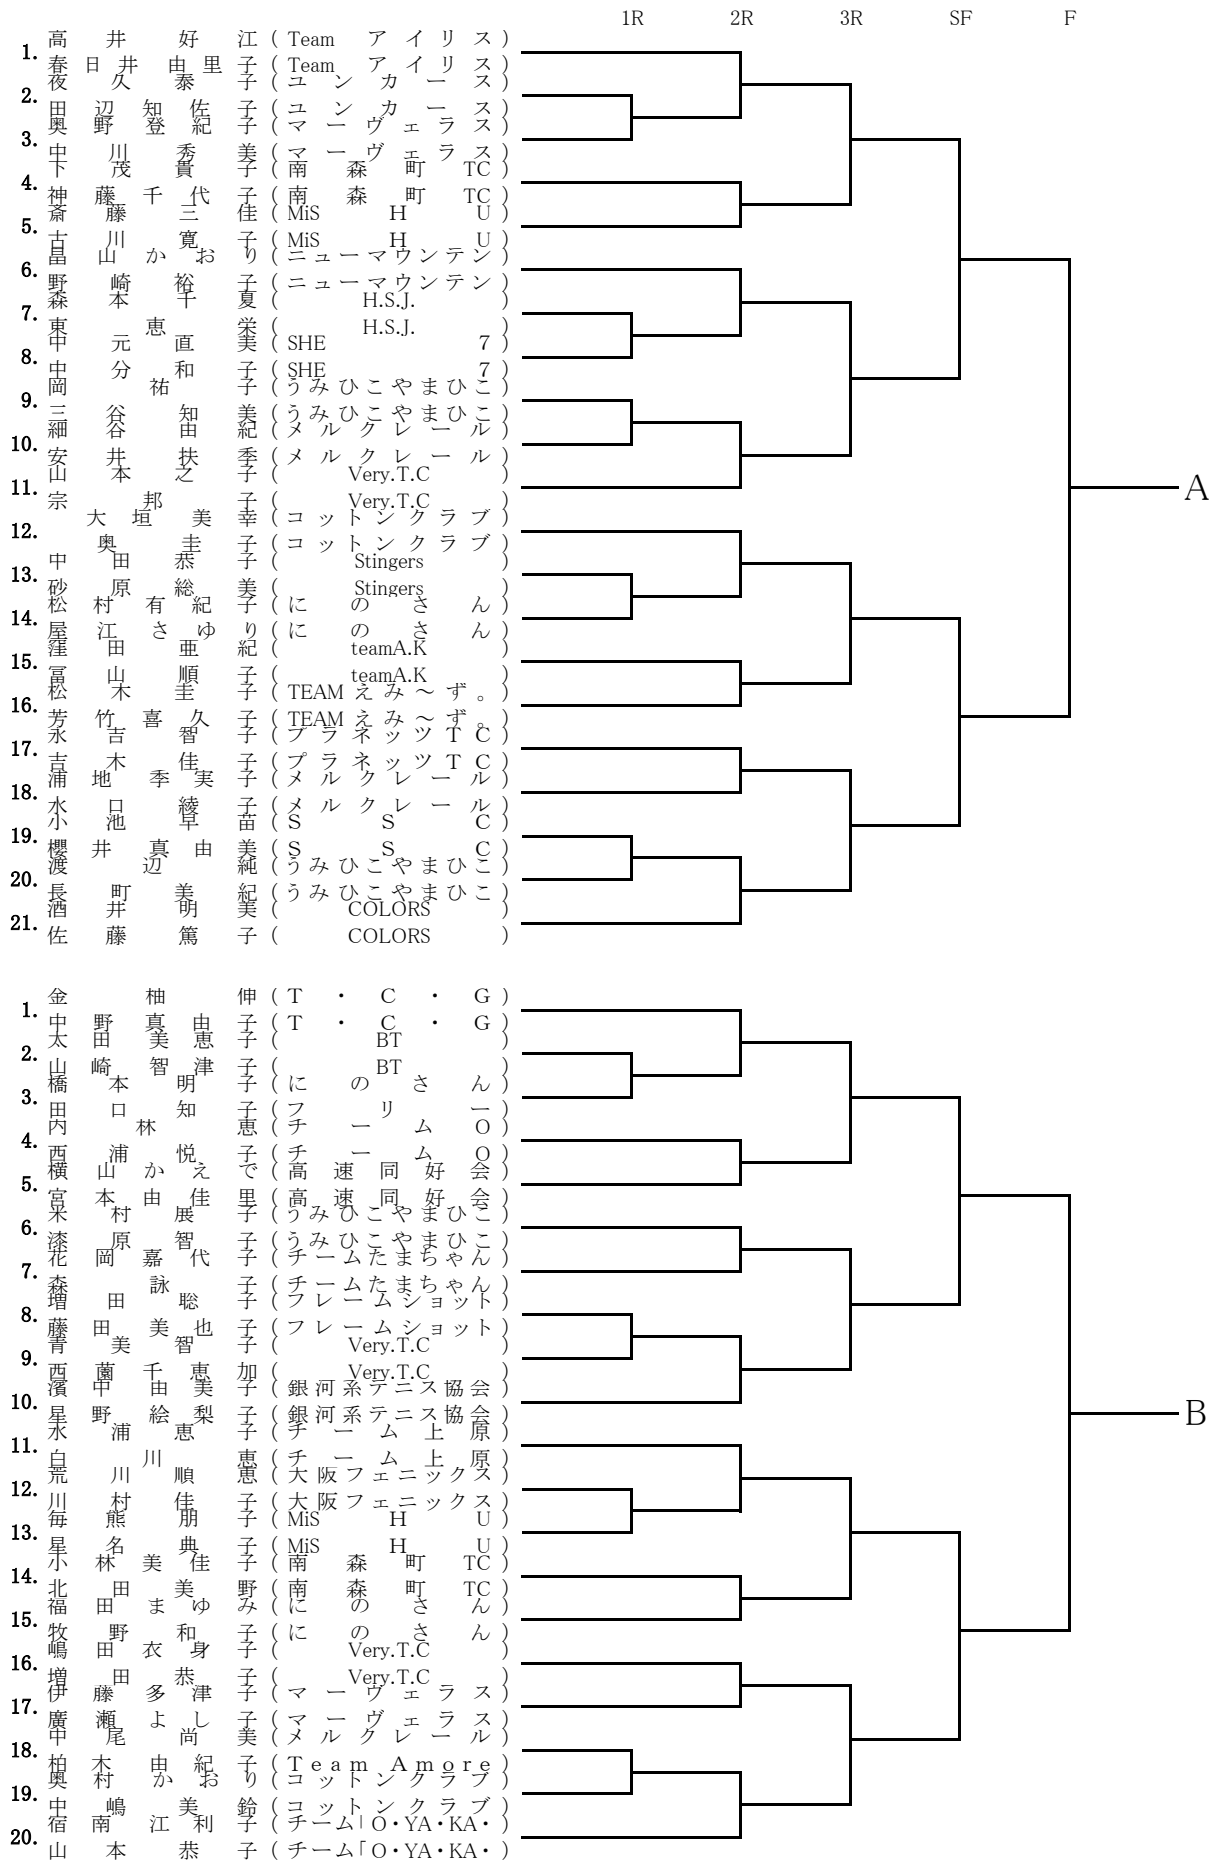 1R 2R 3R SF F
高井好江(Team アイリス)
1.
春日井由里子(Team アイリス)
夜久泰子(ユンカース)
2.
田辺知佐子(ユンカース)
奥野登紀子(マーヴェラス)
3.
中川秀美(マーヴェラス)
下茂貴子(南森町TC)
4.
神藤千代子(南森町TC)
斎藤三佳(MiSHU)
5.
古川寛子(MiSHU)
畠山かおり(ニューマウンテン)
6.
野崎裕子(ニューマウンテン)
森本千夏(H.S.J.)
7.
東恵栄(H.S.J.)
中元直美(SHE7)
8.
中分和子(SHE7)
岡祐子(うみひこやまひこ)
9.
三谷知美(うみひこやまひこ)
細谷由紀(メルクレール)
10.
安井扶季(メルクレール)
山本之子(Very.T.C)
11.
宗邦子(Very.T.C)
A
大垣美幸(コットンクラブ)
12.
奥圭子(コットンクラブ)
中田恭子(Stingers)
13.
砂原総美(Stingers)
松村有紀子(にのさん)
14.
屋江さゆり(にのさん)
窪田亜紀(teamA.K)
15.
冨山順子(teamA.K)
松木圭子(TEAMえみ～ず。)
16.
芳竹喜久子(TEAMえみ～ず。)
永吉智子(プラネッツTC)
17.
吉木佳子(プラネッツTC)
浦地季実子(メルクレール)
18.
水口綾子(メルクレール)
小池早苗(SSC)
19.
櫻井真由美(SSC)
渡辺純(うみひこやまひこ)
20.
長町美紀(うみひこやまひこ)
酒井明美(COLORS)
21.
佐藤篤子(COLORS)
金柚伸(T・C・G)
1.
中野真由子(T・C・G)
太田美恵子(BT)
2.
山崎智津子(BT)
橋本明子(にのさん)
3.
田口知子(フリー)
内林恵(チームO)
4.
西浦悦子(チームO)
横山かえで(高速同好会)
5.
宮本由佳里(高速同好会)
米村展子(うみひこやまひこ)
6.
漆原智子(うみひこやまひこ)
花岡嘉代子(チームたまちゃん)
7.
森詠子(チームたまちゃん)
増田聡子(フレームショット)
8.
藤田美也子(フレームショット)
青美智子(Very.T.C)
9.
西薗千恵加(Very.T.C)
濱中由美子(銀河系テニス協会)
10.
星野絵梨子(銀河系テニス協会)
B
水浦恵子(チーム上原)
11.
白川恵(チーム上原)
荒川順恵(大阪フェニックス)
12.
川村佳子(大阪フェニックス)
毎熊朋子(MiSHU)
13.
星名典子(MiSHU)
小林美佳子(南森町TC)
14.
北田美野(南森町TC)
福田まゆみ(にのさん)
15.
牧野和子(にのさん)
嶋田衣身子(Very.T.C)
16.
増田恭子(Very.T.C)
伊藤多津子(マーヴェラス)
17.
廣瀬よし子(マーヴェラス)
中尾尚美(メルクレール)
18.
柏木由紀子(Team Amore)
奥村かおり(コットンクラブ)
19.
中嶋美鈴(コットンクラブ)
宿南江利子(チーム「O・YA・KA・)
20.
山本恭子(チーム「O・YA・KA・)